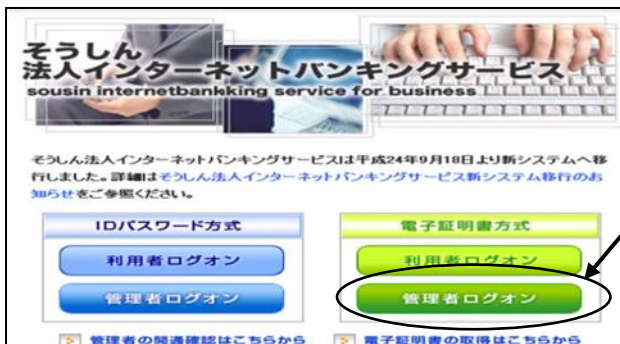 そうしん
法人インターネットバンキングサービス
sousin internetbankking service for business
そうしん法人インターネットバンキングサービスは平成24年9月18日より新システムへ移
行しました。詳細はそうしん法人インターネットバンキングサービス新システム移行のお
知らせをご参照ください。
IDパスワード方式
電子証明書方式
利用者ログオン
利用者ログオン
管理者ログオン
管理者ログオン
管理者の開通確認はこちらから
電子証明書の取得はこちらから